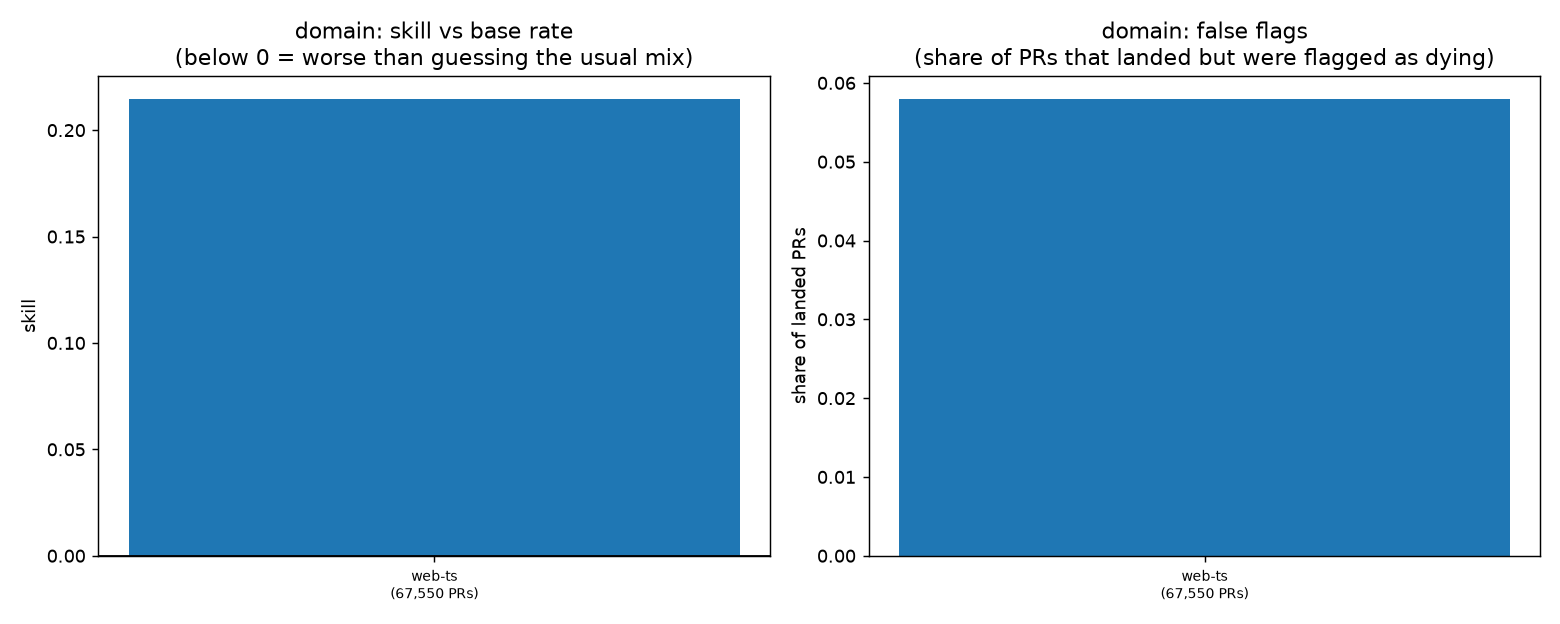 domain: skill vs base rate
(below 0 = worse than guessing the usual mix)
skill
0.20
0.15
0.10
0.05
0.00
web-ts
(67,550 PRs)
domain: false flags
(share of PRs that landed but were flagged as dying)
share of landed PRs
0.06
0.05
0.04
0.03
0.02
0.01
0.00
web-ts
(67,550 PRs)